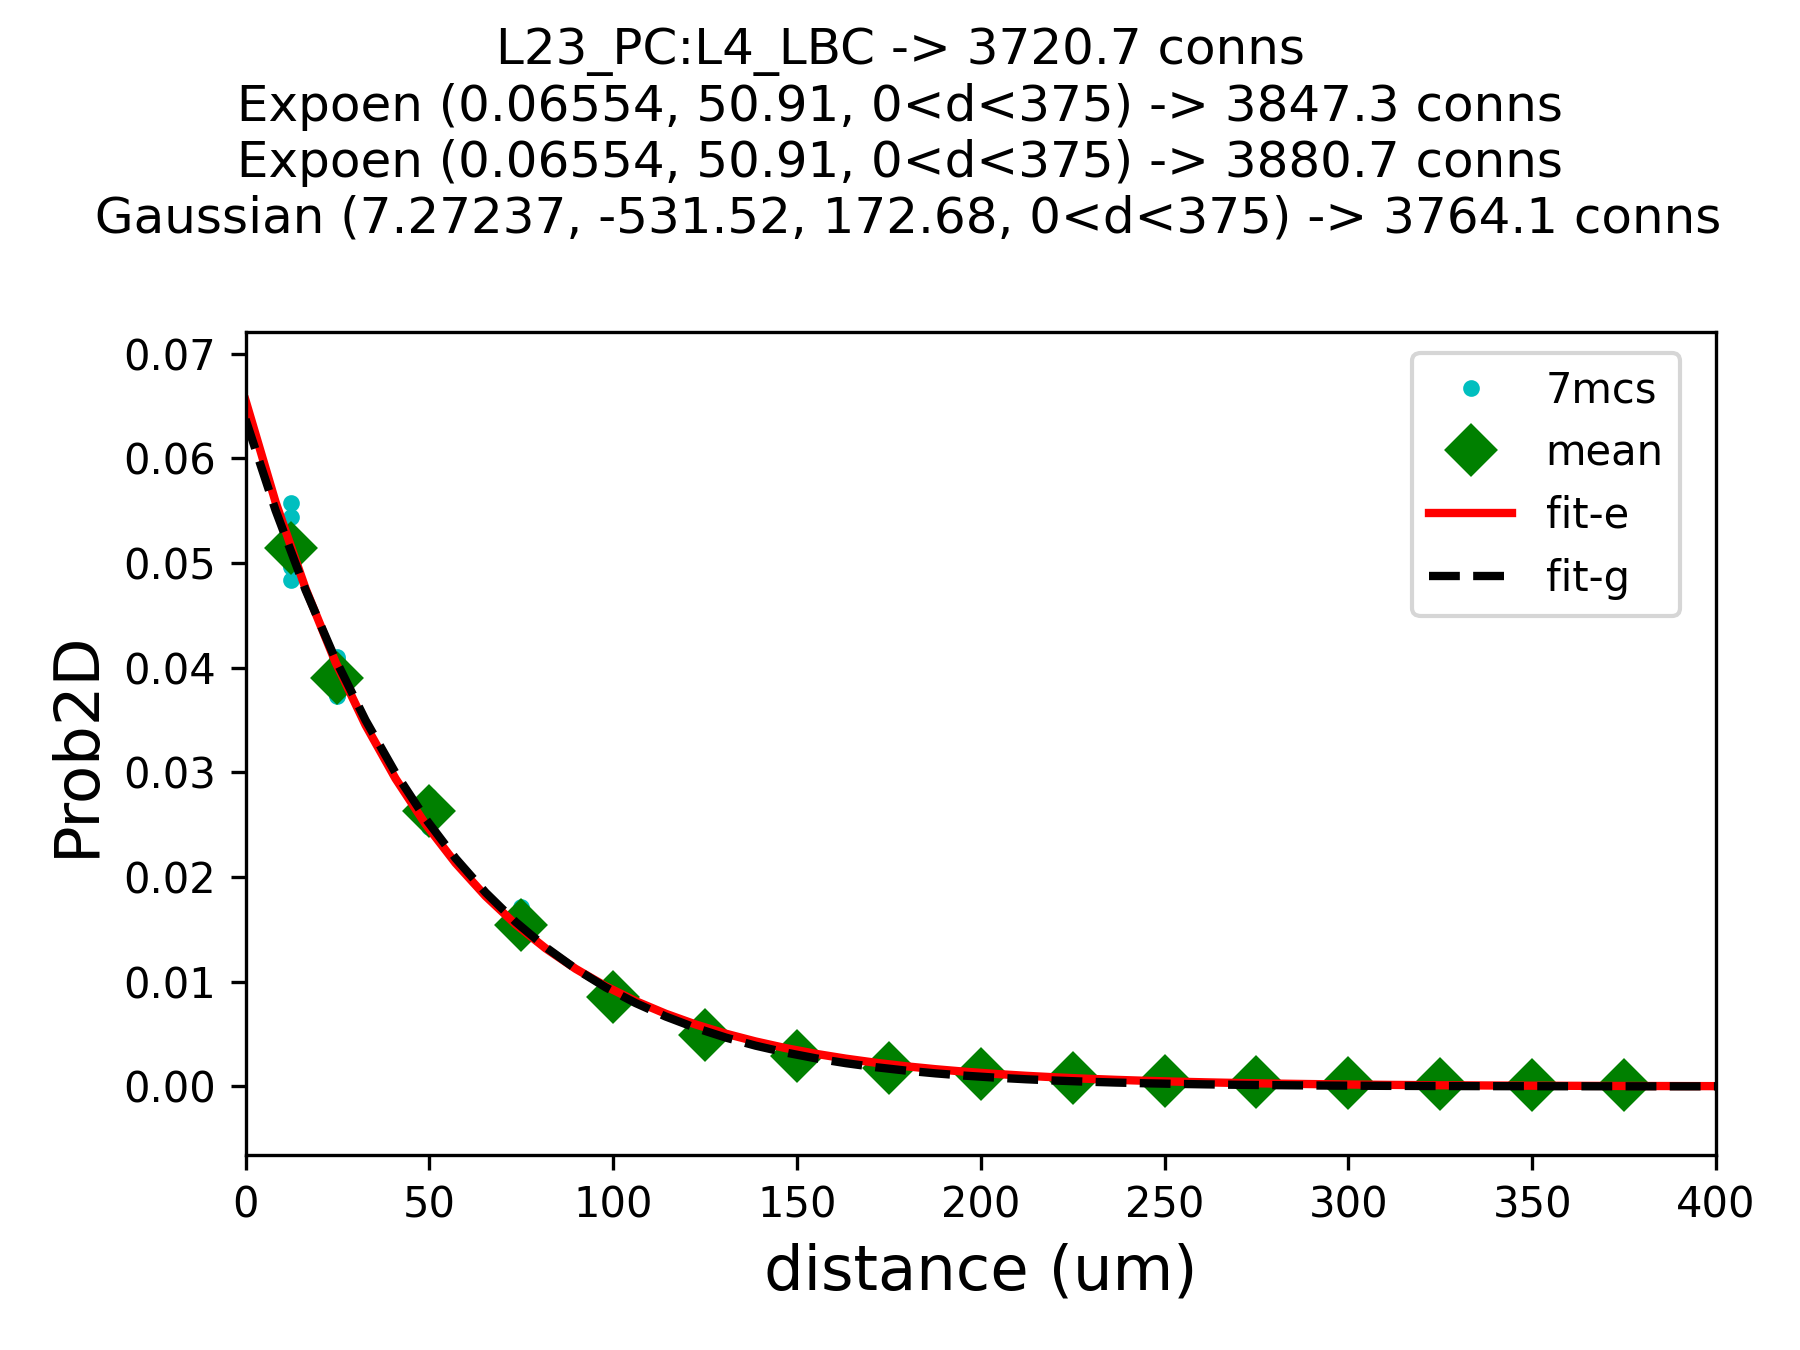 L23_PC:L4_LBC -> 3720.7 conns
Expoen (0.06554, 50.91, 0<d<375) -> 3847.3 conns
Expoen (0.06554, 50.91, 0<d<375) -> 3880.7 conns
Gaussian (7.27237, -531.52, 172.68, 0<d<375) -> 3764.1 conns
0.07
0.06
0.05
0.04
0.03
0.02
0.01
0.00
Prob2D
7mcs
mean
fit-e
fit-g
0 50 100 150 200 250 300 350 400
distance (um)